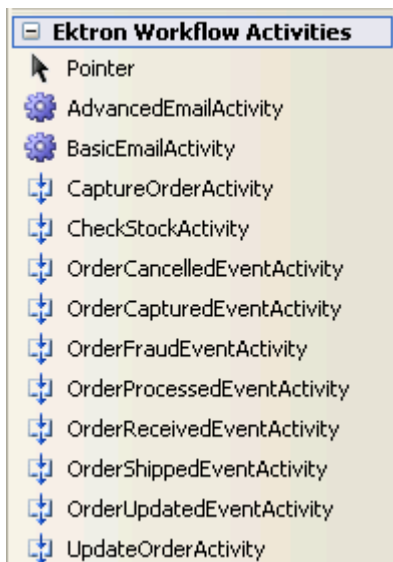 Ektron Workflow Activities
Pointer
AdvancedEmailActivity
BasicEmailActivity
CaptureOrderActivity
CheckStockActivity
OrderCancelledEventActivity
OrderCapturedEventActivity
OrderFraudEventActivity
OrderProcessedEventActivity
OrderReceivedEventActivity
OrderShippedEventActivity
OrderUpdatedEventActivity
UpdateOrderActivity